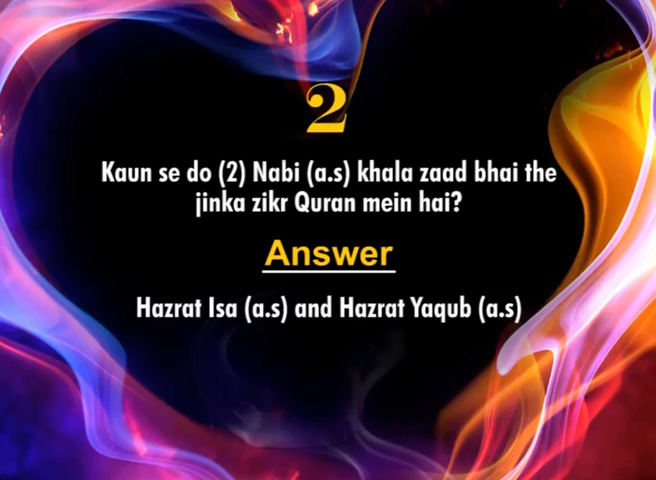 2
Kaun se do (2) Nabi (a.s) khala zaad bhai the
jinka zikr Quran mein hai?
Answer
Hazrat Isa (a.s) and Hazrat Yaqub (a.s)